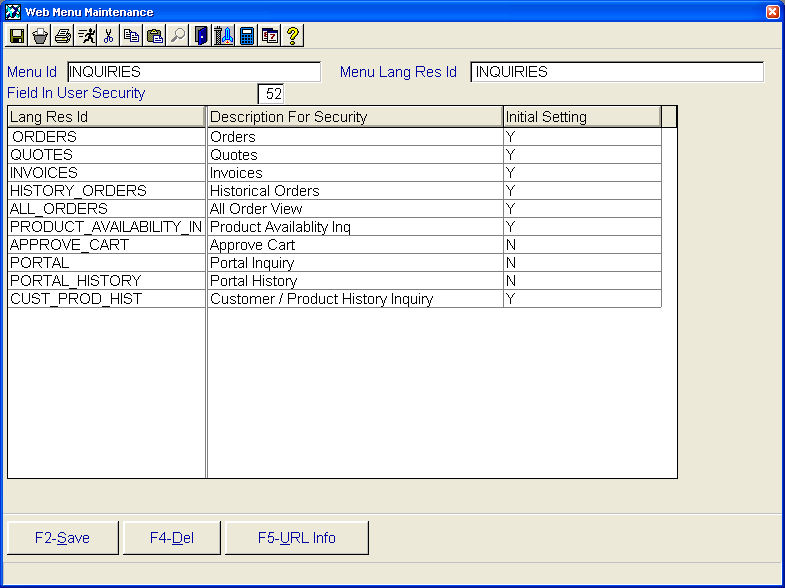 Web Menu Maintenance
Menu Id INQUIRIES Menu Lang Res Id INQUIRIES
Field In User Security 52
Lang Res Id Description For Security Initial Setting
ORDERS Orders Y
QUOTES Quotes Y
INVOICES Invoices Y
HISTORY_ORDERS Historical Orders Y
ALL_ORDERS All Order View Y
PRODUCT_AVAILABILITY_IN Product Availablity Inq Y
APPROVE_CART Approve Cart N
PORTAL Portal Inquiry N
PORTAL_HISTORY Portal History N
CUST_PROD_HIST Customer / Product History Inquiry Y
F2-Save F4-Del F5-URL Info